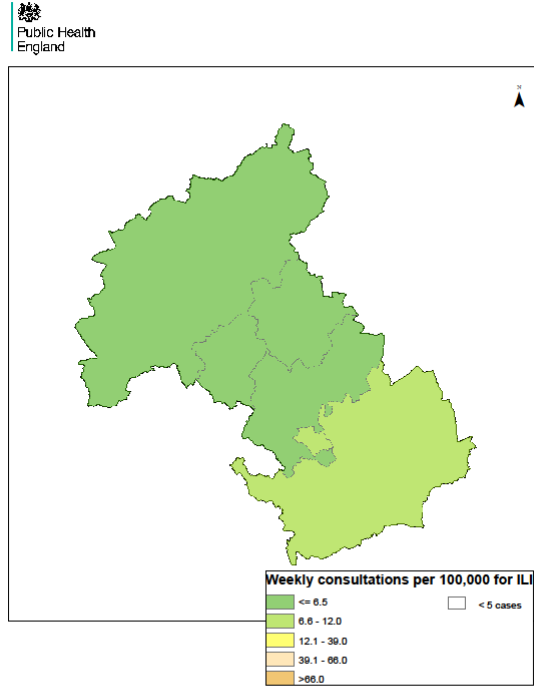 Public Health
England
N
Weekly consultations per 100,000 for ILI
<= 6.5
< 5 cases
6.6 - 12.0
12.1 - 39.0
39.1 - 66.0
>66.0